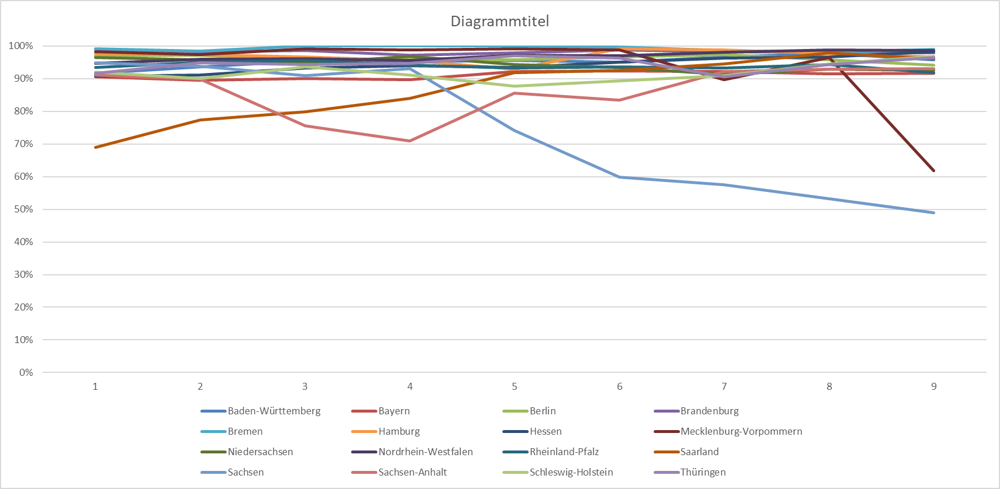 Diagrammtitel
100%
90%
80%
70%
60%
50%
40%
30%
20%
10%
0%
1 2 3 4 5 6 7 8 9
Baden-Württemberg Bayern Berlin Brandenburg
Bremen Hamburg Hessen Mecklenburg-Vorpommern
Niedersachsen Nordrhein-Westfalen Rheinland-Pfalz Saarland
Sachsen Sachsen-Anhalt Schleswig-Holstein Thüringen